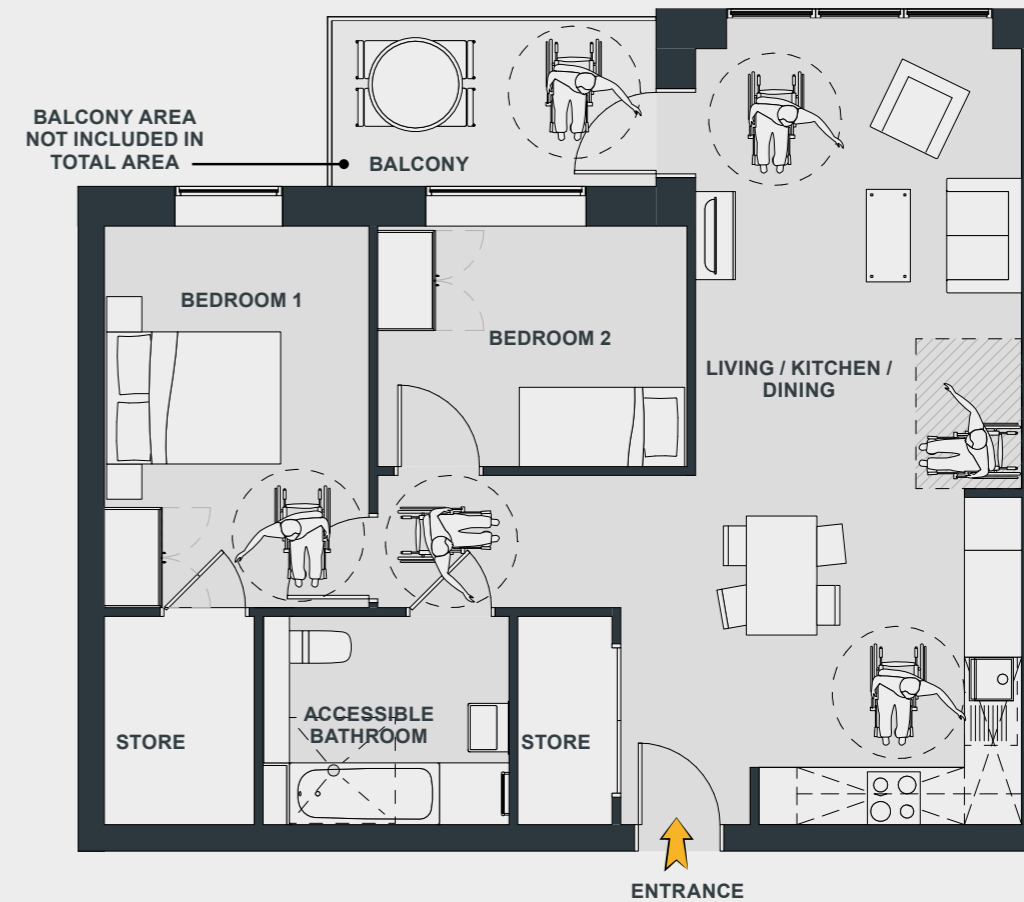 BALCONY AREA
NOT INCLUDED IN
TOTAL AREA
BALCONY
BEDROOM 1
BEDROOM 2
LIVING / KITCHEN /
DINING
STORE
ACCESSIBLE
BATHROOM
STORE
ENTRANCE